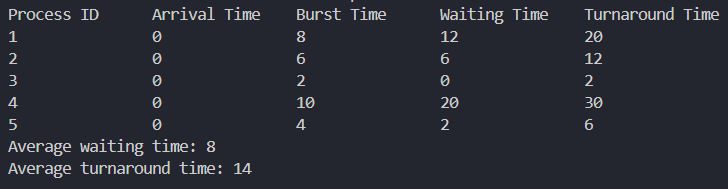 Process ID Arrival Time Burst Time Waiting Time Turnaround Time
1 0 8 12 20
2 0 6 6 12
3 0 2 0 2
4 0 10 20 30
5 0 4 2 6
Average waiting time: 8
Average turnaround time: 14